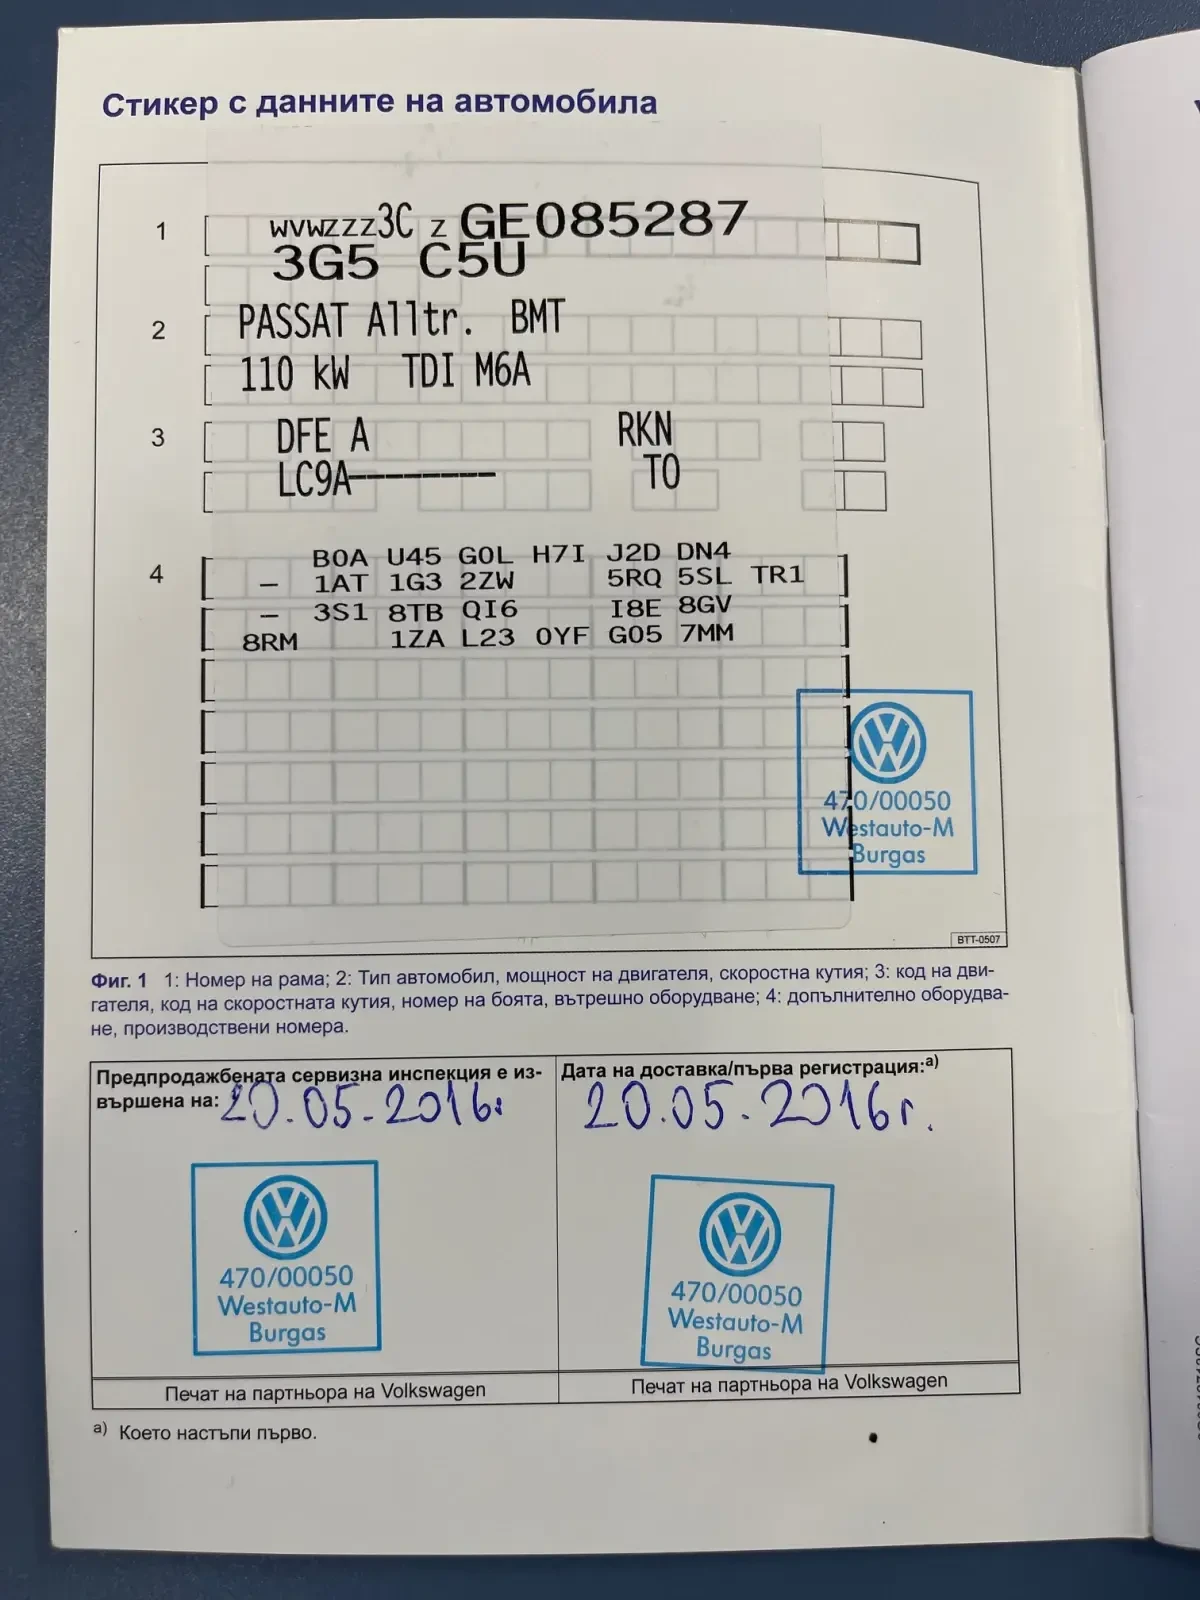 Стикер с данните на автомобила
1 WVWZZZ3C Z GE085287
3G5 C5U
2 PASSAT Alltr. BMT
110 kW TDI M6A
3 DFE A RKN
LC9A-------- TO
4 B0A U45 G0L H7I J2D DN4
– 1AT 1G3 2ZW 5RQ 5SL TR1
– 3S1 8TB QI6 I8E 8GV
8RM 1ZA L23 0YF G05 7MM
470/00050
Westauto-M
Burgas
BTT-0507
Фиг. 1 1: Номер на рама; 2: Тип автомобил, мощност на двигателя, скоростна кутия; 3: код на дви-
гателя, код на скоростната кутия, номер на боята, вътрешно оборудване; 4: допълнително оборудва-
не, производствени номера.
Предпродажбената сервизна инспекция е из-
вършена на: 20.05.2016г
Дата на доставка/първа регистрация:a)
20.05.2016г.
470/00050
Westauto-M
Burgas
470/00050
Westauto-M
Burgas
Печат на партньора на Volkswagen
Печат на партньора на Volkswagen
a) Което настъпи първо.